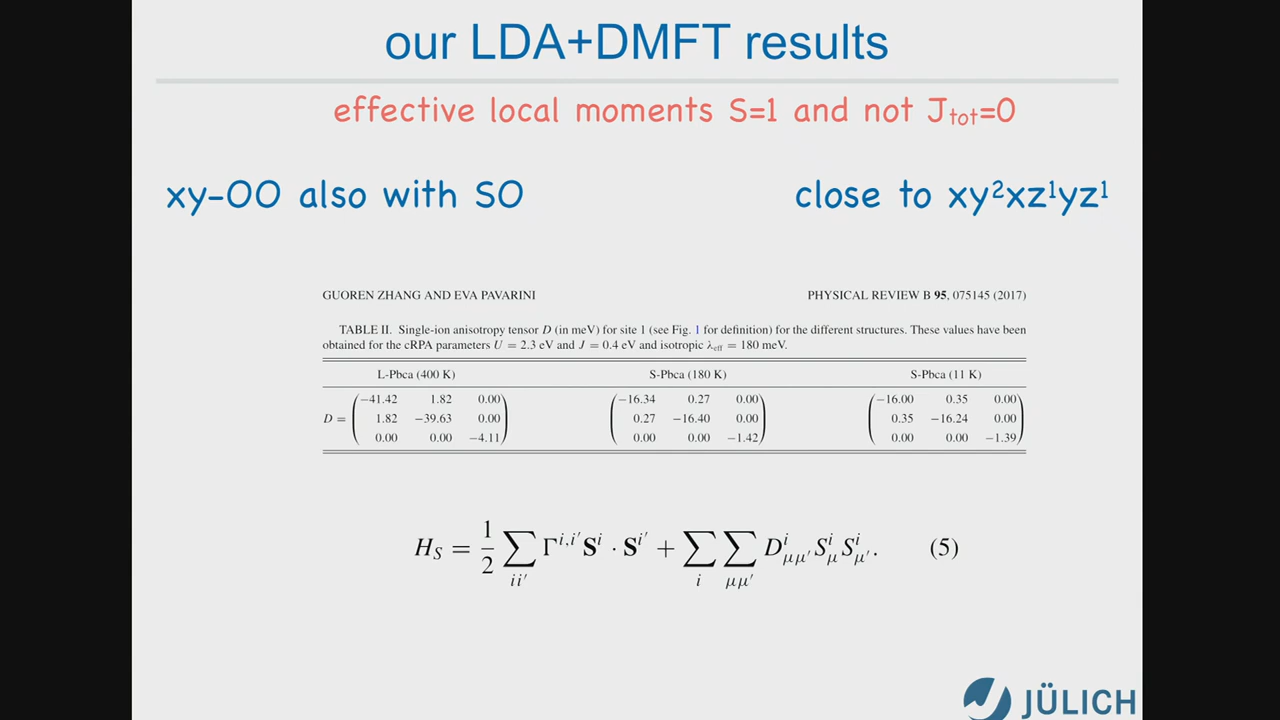 our LDA+DMFT results
effective local moments S=1 and not Jtot=0
xy-OO also with SO close to xy²xz¹yz¹
GUOREN ZHANG AND EVA PAVARINI PHYSICAL REVIEW B 95, 075145 (2017)
TABLE II. Single-ion anisotropy tensor D (in meV) for site 1 (see Fig. 1 for definition) for the different structures. These values have been
obtained for the cRPA parameters U = 2.3 eV and J = 0.4 eV and isotropic λeff = 180 meV.
L-Pbca (400 K) S-Pbca (180 K) S-Pbca (11 K)
−41.42 1.82 0.00 −16.34 0.27 0.00 −16.00 0.35 0.00
D = 1.82 −39.63 0.00 0.27 −16.40 0.00 0.35 −16.24 0.00
0.00 0.00 −4.11 0.00 0.00 −1.42 0.00 0.00 −1.39
H_S = 1/2 ∑_{ii′} Γ^{i,i′} S^i · S^{i′} + ∑_i ∑_{μμ′} D^i_{μμ′} S^i_μ S^i_{μ′}. (5)
JÜLICH